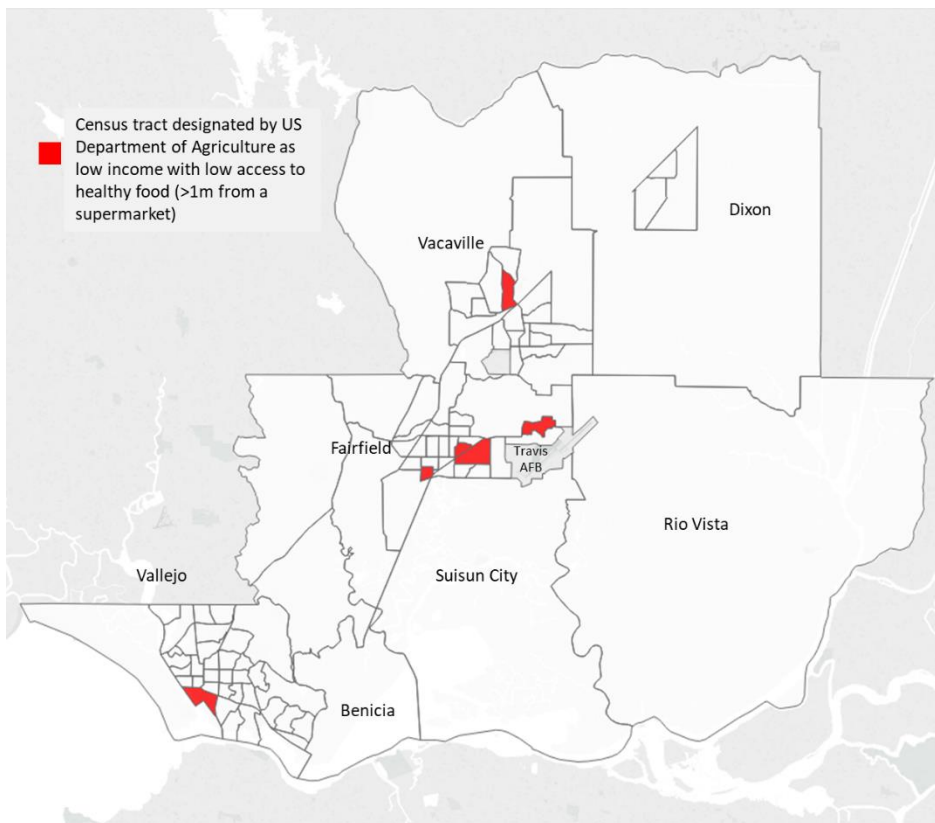 Census tract designated by US
Department of Agriculture as
low income with low access to
healthy food (>1m from a
supermarket)
Dixon
Vacaville
Fairfield
Travis
AFB
Rio Vista
Vallejo
Suisun City
Benicia